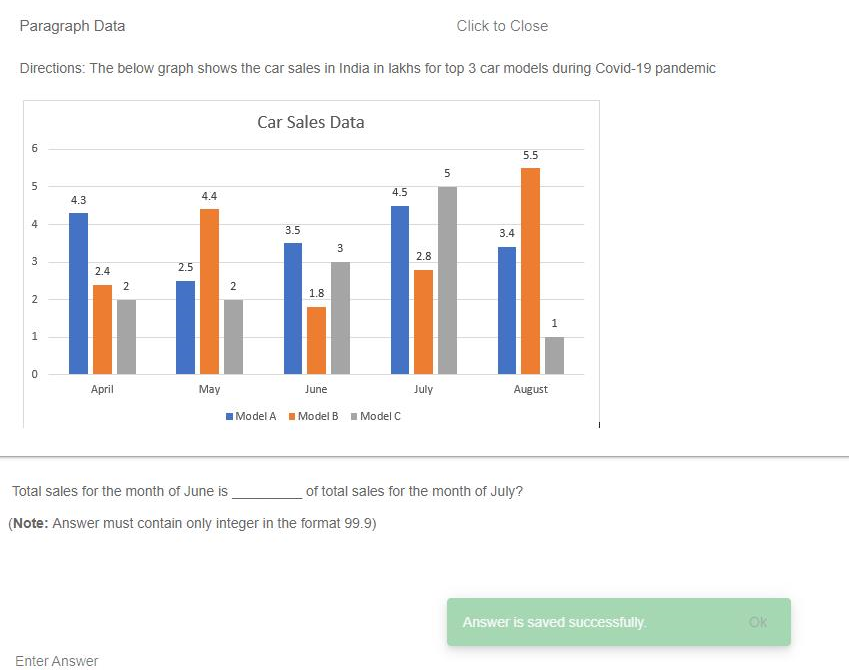 Paragraph Data
Click to Close
Directions: The below graph shows the car sales in India in lakhs for top 3 car models during Covid-19 pandemic
Car Sales Data
6
5
4
3
2
1
0
4.3
2.4
2
2.5
4.4
2
3.5
1.8
3
4.5
2.8
5
3.4
5.5
1
April
May
June
July
August
Model A
Model B
Model C
Total sales for the month of June is _________ of total sales for the month of July?
(Note: Answer must contain only integer in the format 99.9)
Answer is saved successfully.
Ok
Enter Answer